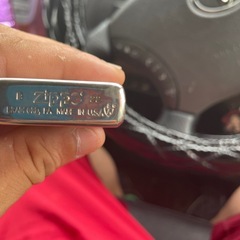 E Zippo
BRADFORD, PA. MADE IN U.S.A.